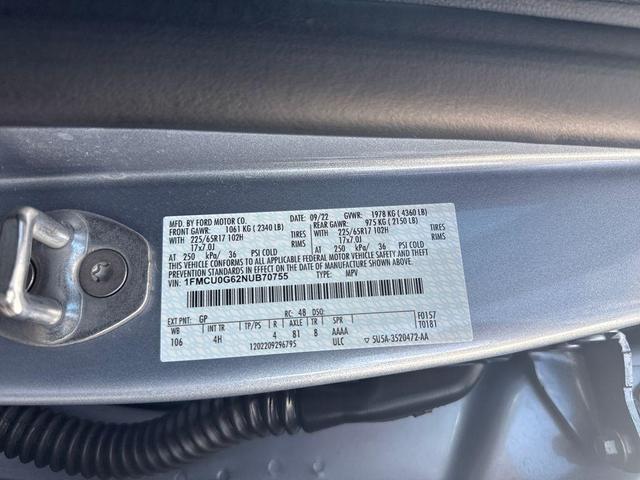 MFD. BY FORD MOTOR CO.
DATE: 09/22 GVWR: 1978 KG ( 4360 LB)
FRONT GAWR: 1061 KG ( 2340 LB) REAR GAWR: 975 KG ( 2150 LB)
WITH 225/65R17 102H TIRES WITH 225/65R17 102H TIRES
17x7.0J RIMS 17x7.0J RIMS
AT 250 kPa/ 36 PSI COLD AT 250 kPa/ 36 PSI COLD
THIS VEHICLE CONFORMS TO ALL APPLICABLE FEDERAL MOTOR VEHICLE SAFETY, BUMPER, AND THEFT
PREVENTION STANDARDS IN EFFECT ON THE DATE OF MANUFACTURE SHOWN ABOVE.
VIN: 1FMCU0G62NUB70755 TYPE: MPV
EXT PNT: GP RC: 48 DSO: F0157
WB INT TR TP/PS R AXLE TR SPR T0181
106 4H 4 81 B AAAA
1202209296795 ULC 5U5A-3520472-AA